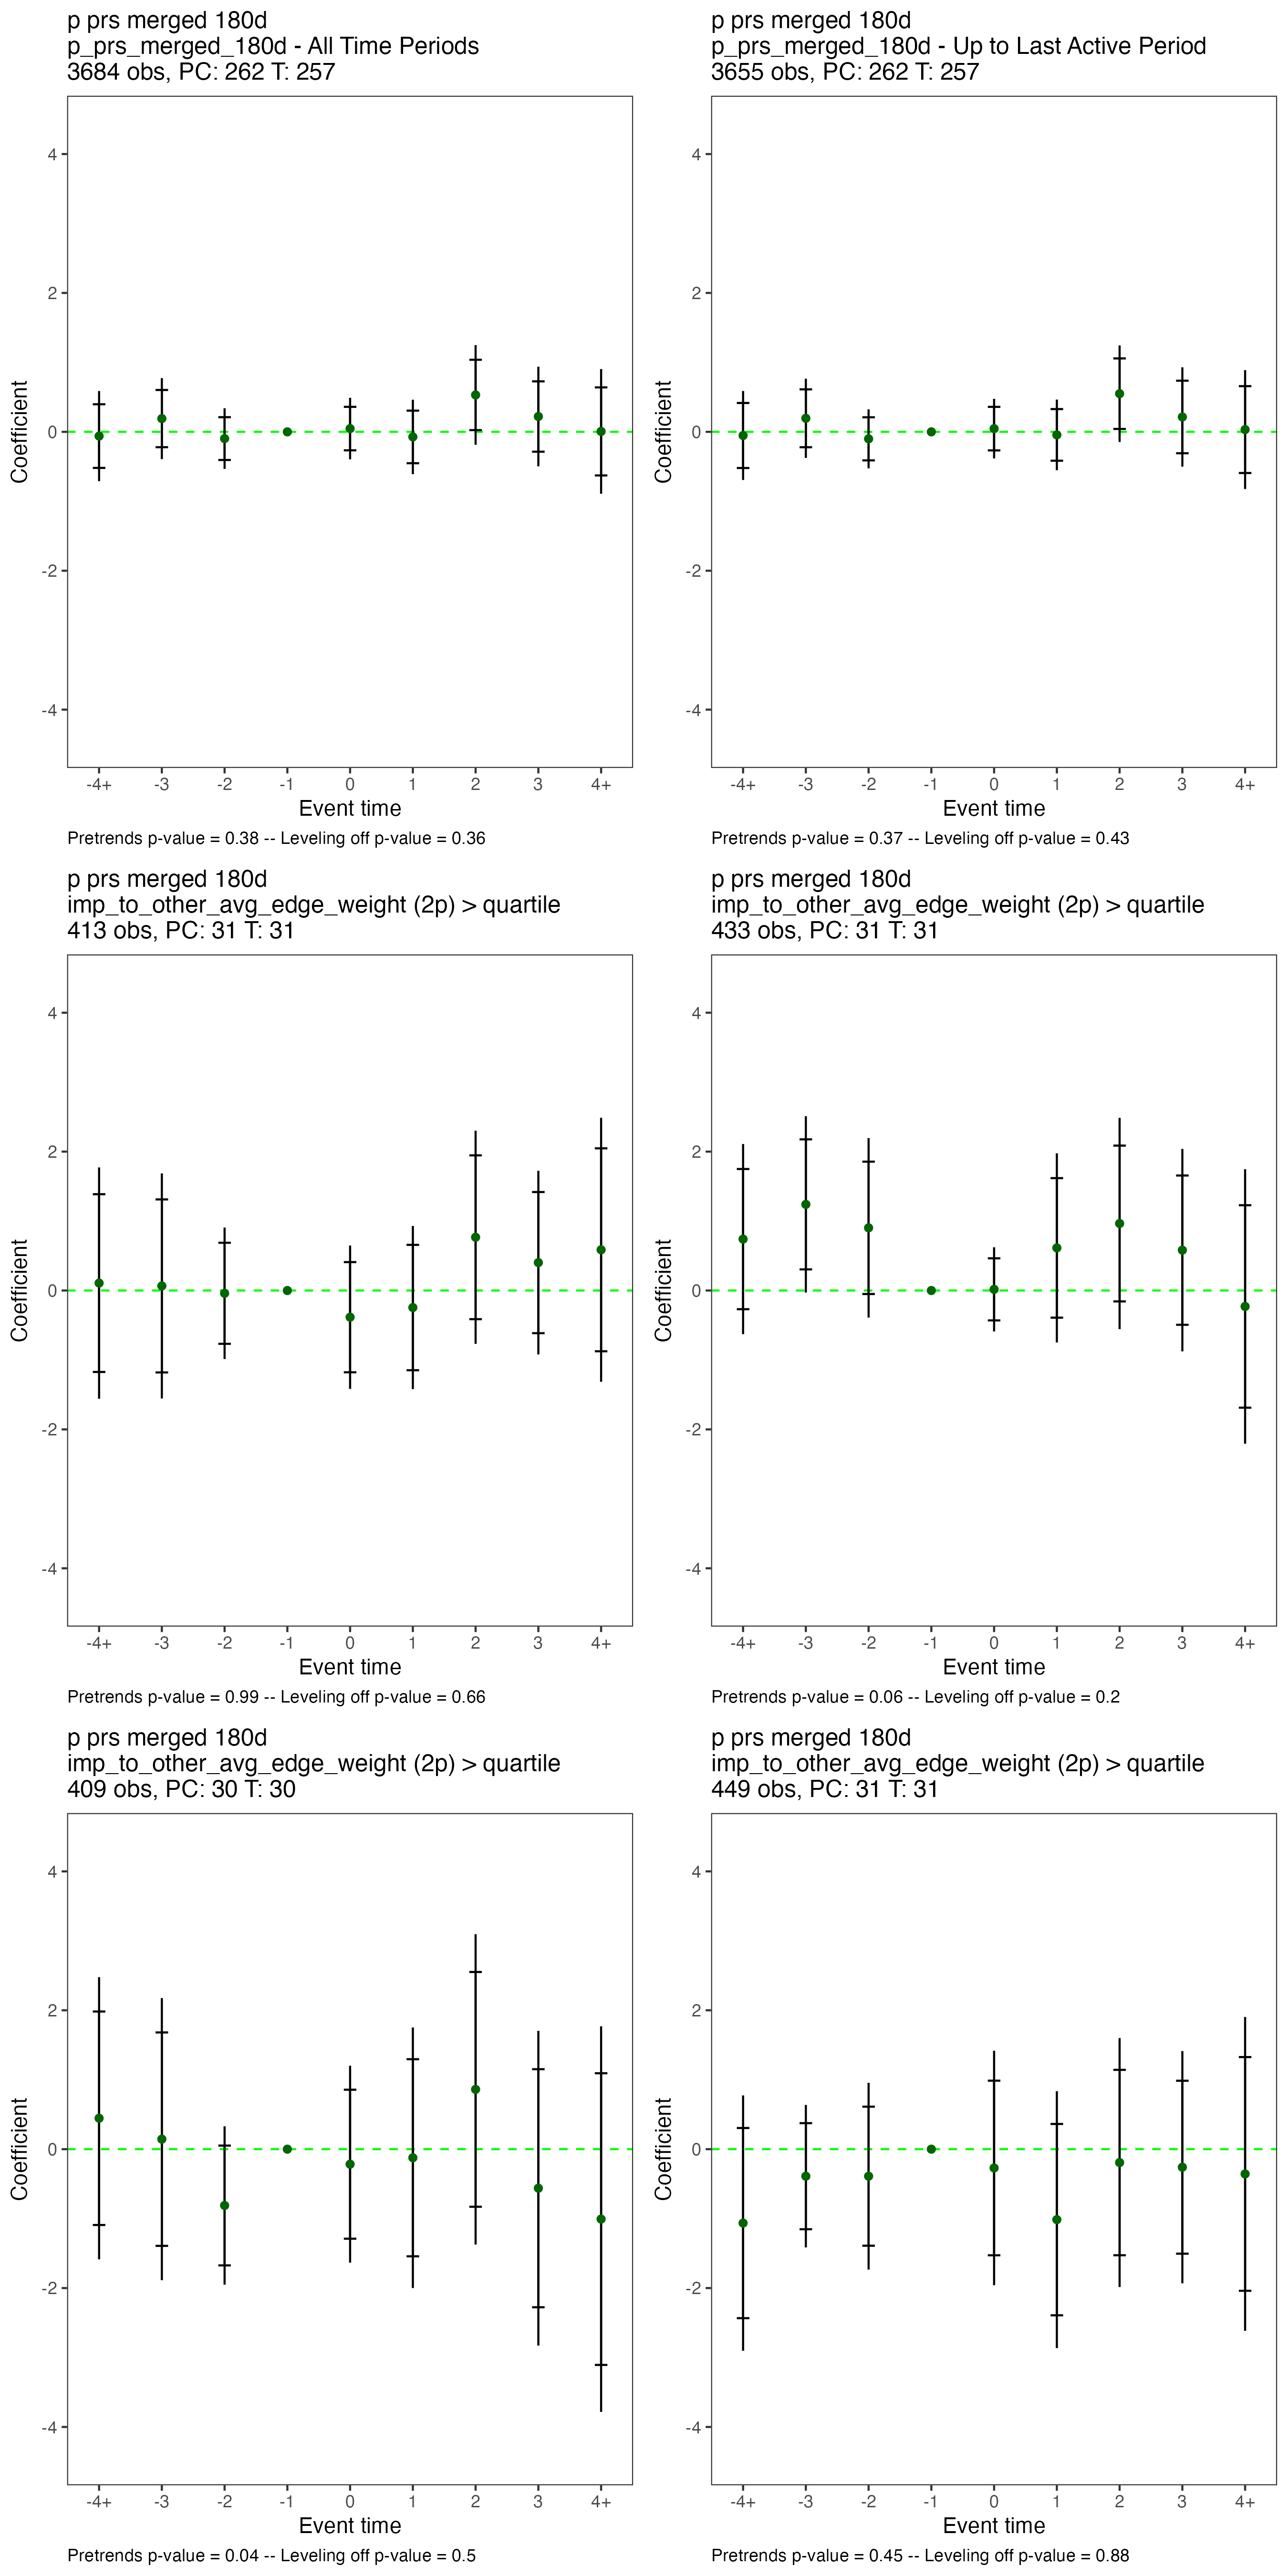 p prs merged 180d
p_prs_merged_180d - All Time Periods
3684 obs, PC: 262 T: 257
4
2
0
-2
-4
Coefficient
-4+ -3 -2 -1 0 1 2 3 4+
Event time
Pretrends p-value = 0.38 -- Leveling off p-value = 0.36
p prs merged 180d
p_prs_merged_180d - Up to Last Active Period
3655 obs, PC: 262 T: 257
4
2
0
-2
-4
Coefficient
-4+ -3 -2 -1 0 1 2 3 4+
Event time
Pretrends p-value = 0.37 -- Leveling off p-value = 0.43
p prs merged 180d
imp_to_other_avg_edge_weight (2p) > quartile
413 obs, PC: 31 T: 31
4
2
0
-2
-4
Coefficient
-4+ -3 -2 -1 0 1 2 3 4+
Event time
Pretrends p-value = 0.99 -- Leveling off p-value = 0.66
p prs merged 180d
imp_to_other_avg_edge_weight (2p) > quartile
433 obs, PC: 31 T: 31
4
2
0
-2
-4
Coefficient
-4+ -3 -2 -1 0 1 2 3 4+
Event time
Pretrends p-value = 0.06 -- Leveling off p-value = 0.2
p prs merged 180d
imp_to_other_avg_edge_weight (2p) > quartile
409 obs, PC: 30 T: 30
4
2
0
-2
-4
Coefficient
-4+ -3 -2 -1 0 1 2 3 4+
Event time
Pretrends p-value = 0.04 -- Leveling off p-value = 0.5
p prs merged 180d
imp_to_other_avg_edge_weight (2p) > quartile
449 obs, PC: 31 T: 31
4
2
0
-2
-4
Coefficient
-4+ -3 -2 -1 0 1 2 3 4+
Event time
Pretrends p-value = 0.45 -- Leveling off p-value = 0.88